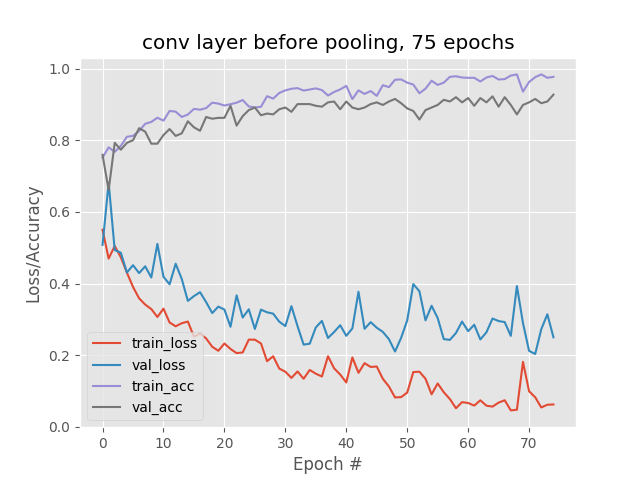 conv layer before pooling, 75 epochs
Loss/Accuracy
1.0
0.8
0.6
0.4
0.2
0.0
train_loss
val_loss
train_acc
val_acc
0 10 20 30 40 50 60 70
Epoch #